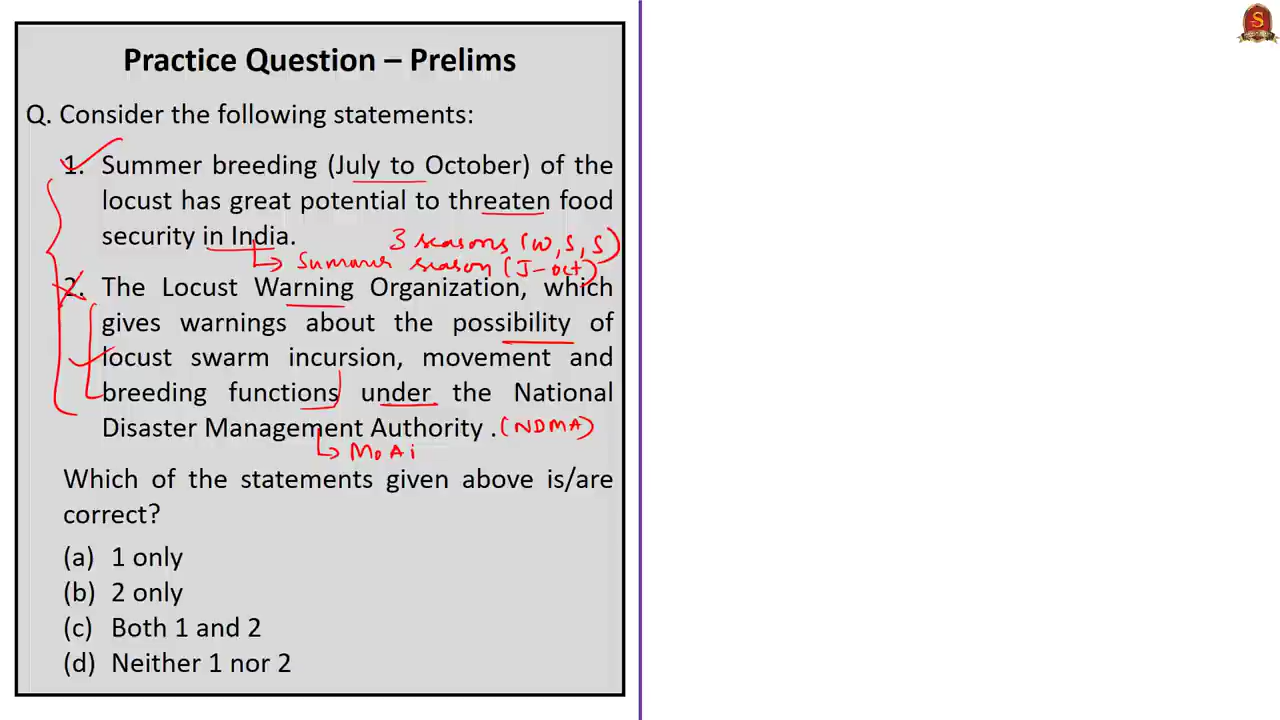 Practice Question – Prelims
Q. Consider the following statements:
1. Summer breeding (July to October) of the
locust has great potential to threaten food
security in India.
3 seasons (W, S, S)
Summer season (J-Oct)
2. The Locust Warning Organization, which
gives warnings about the possibility of
locust swarm incursion, movement and
breeding functions under the National
Disaster Management Authority .
(NDMA)
MoAi
Which of the statements given above is/are
correct?
(a) 1 only
(b) 2 only
(c) Both 1 and 2
(d) Neither 1 nor 2
S